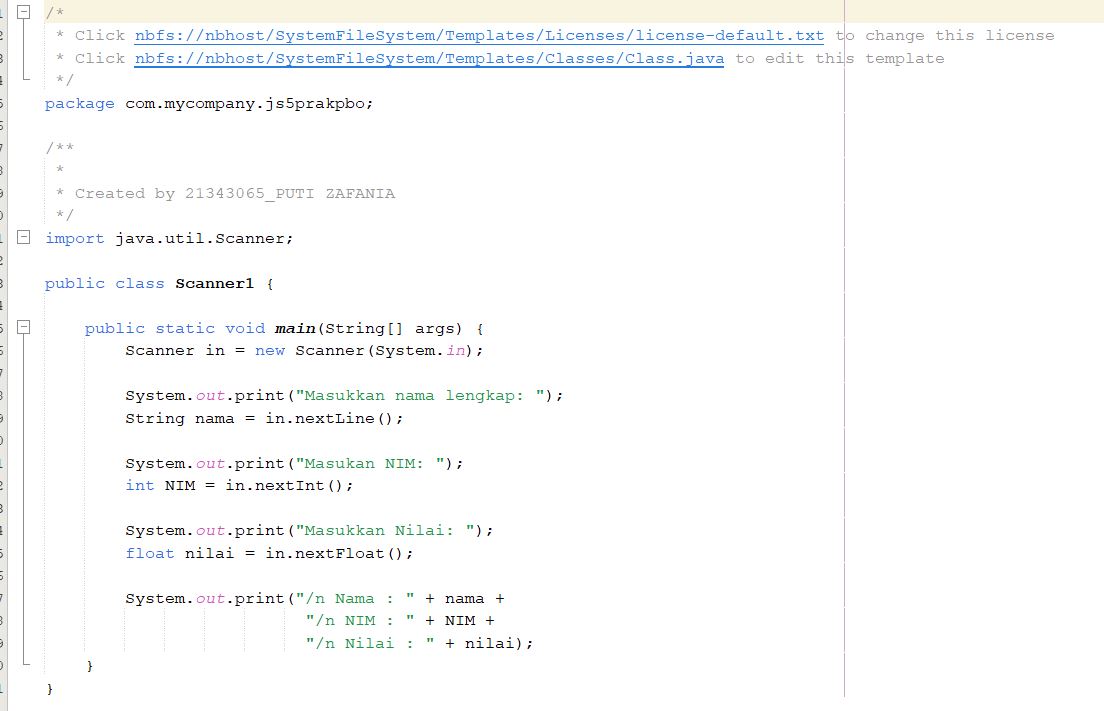 /*
 * Click nbfs://nbhost/SystemFileSystem/Templates/Licenses/license-default.txt to change this license
 * Click nbfs://nbhost/SystemFileSystem/Templates/Classes/Class.java to edit this template
 */
package com.mycompany.js5prakpbo;
/**
 *
 * Created by 21343065_PUTI ZAFANIA
 */
import java.util.Scanner;
public class Scanner1 {
    public static void main(String[] args) {
        Scanner in = new Scanner(System.in);
        System.out.print("Masukkan nama lengkap: ");
        String nama = in.nextLine();
        System.out.print("Masukan NIM: ");
        int NIM = in.nextInt();
        System.out.print("Masukkan Nilai: ");
        float nilai = in.nextFloat();
        System.out.print("/n Nama : " + nama +
                          "/n NIM : " + NIM +
                          "/n Nilai : " + nilai);
    }
}